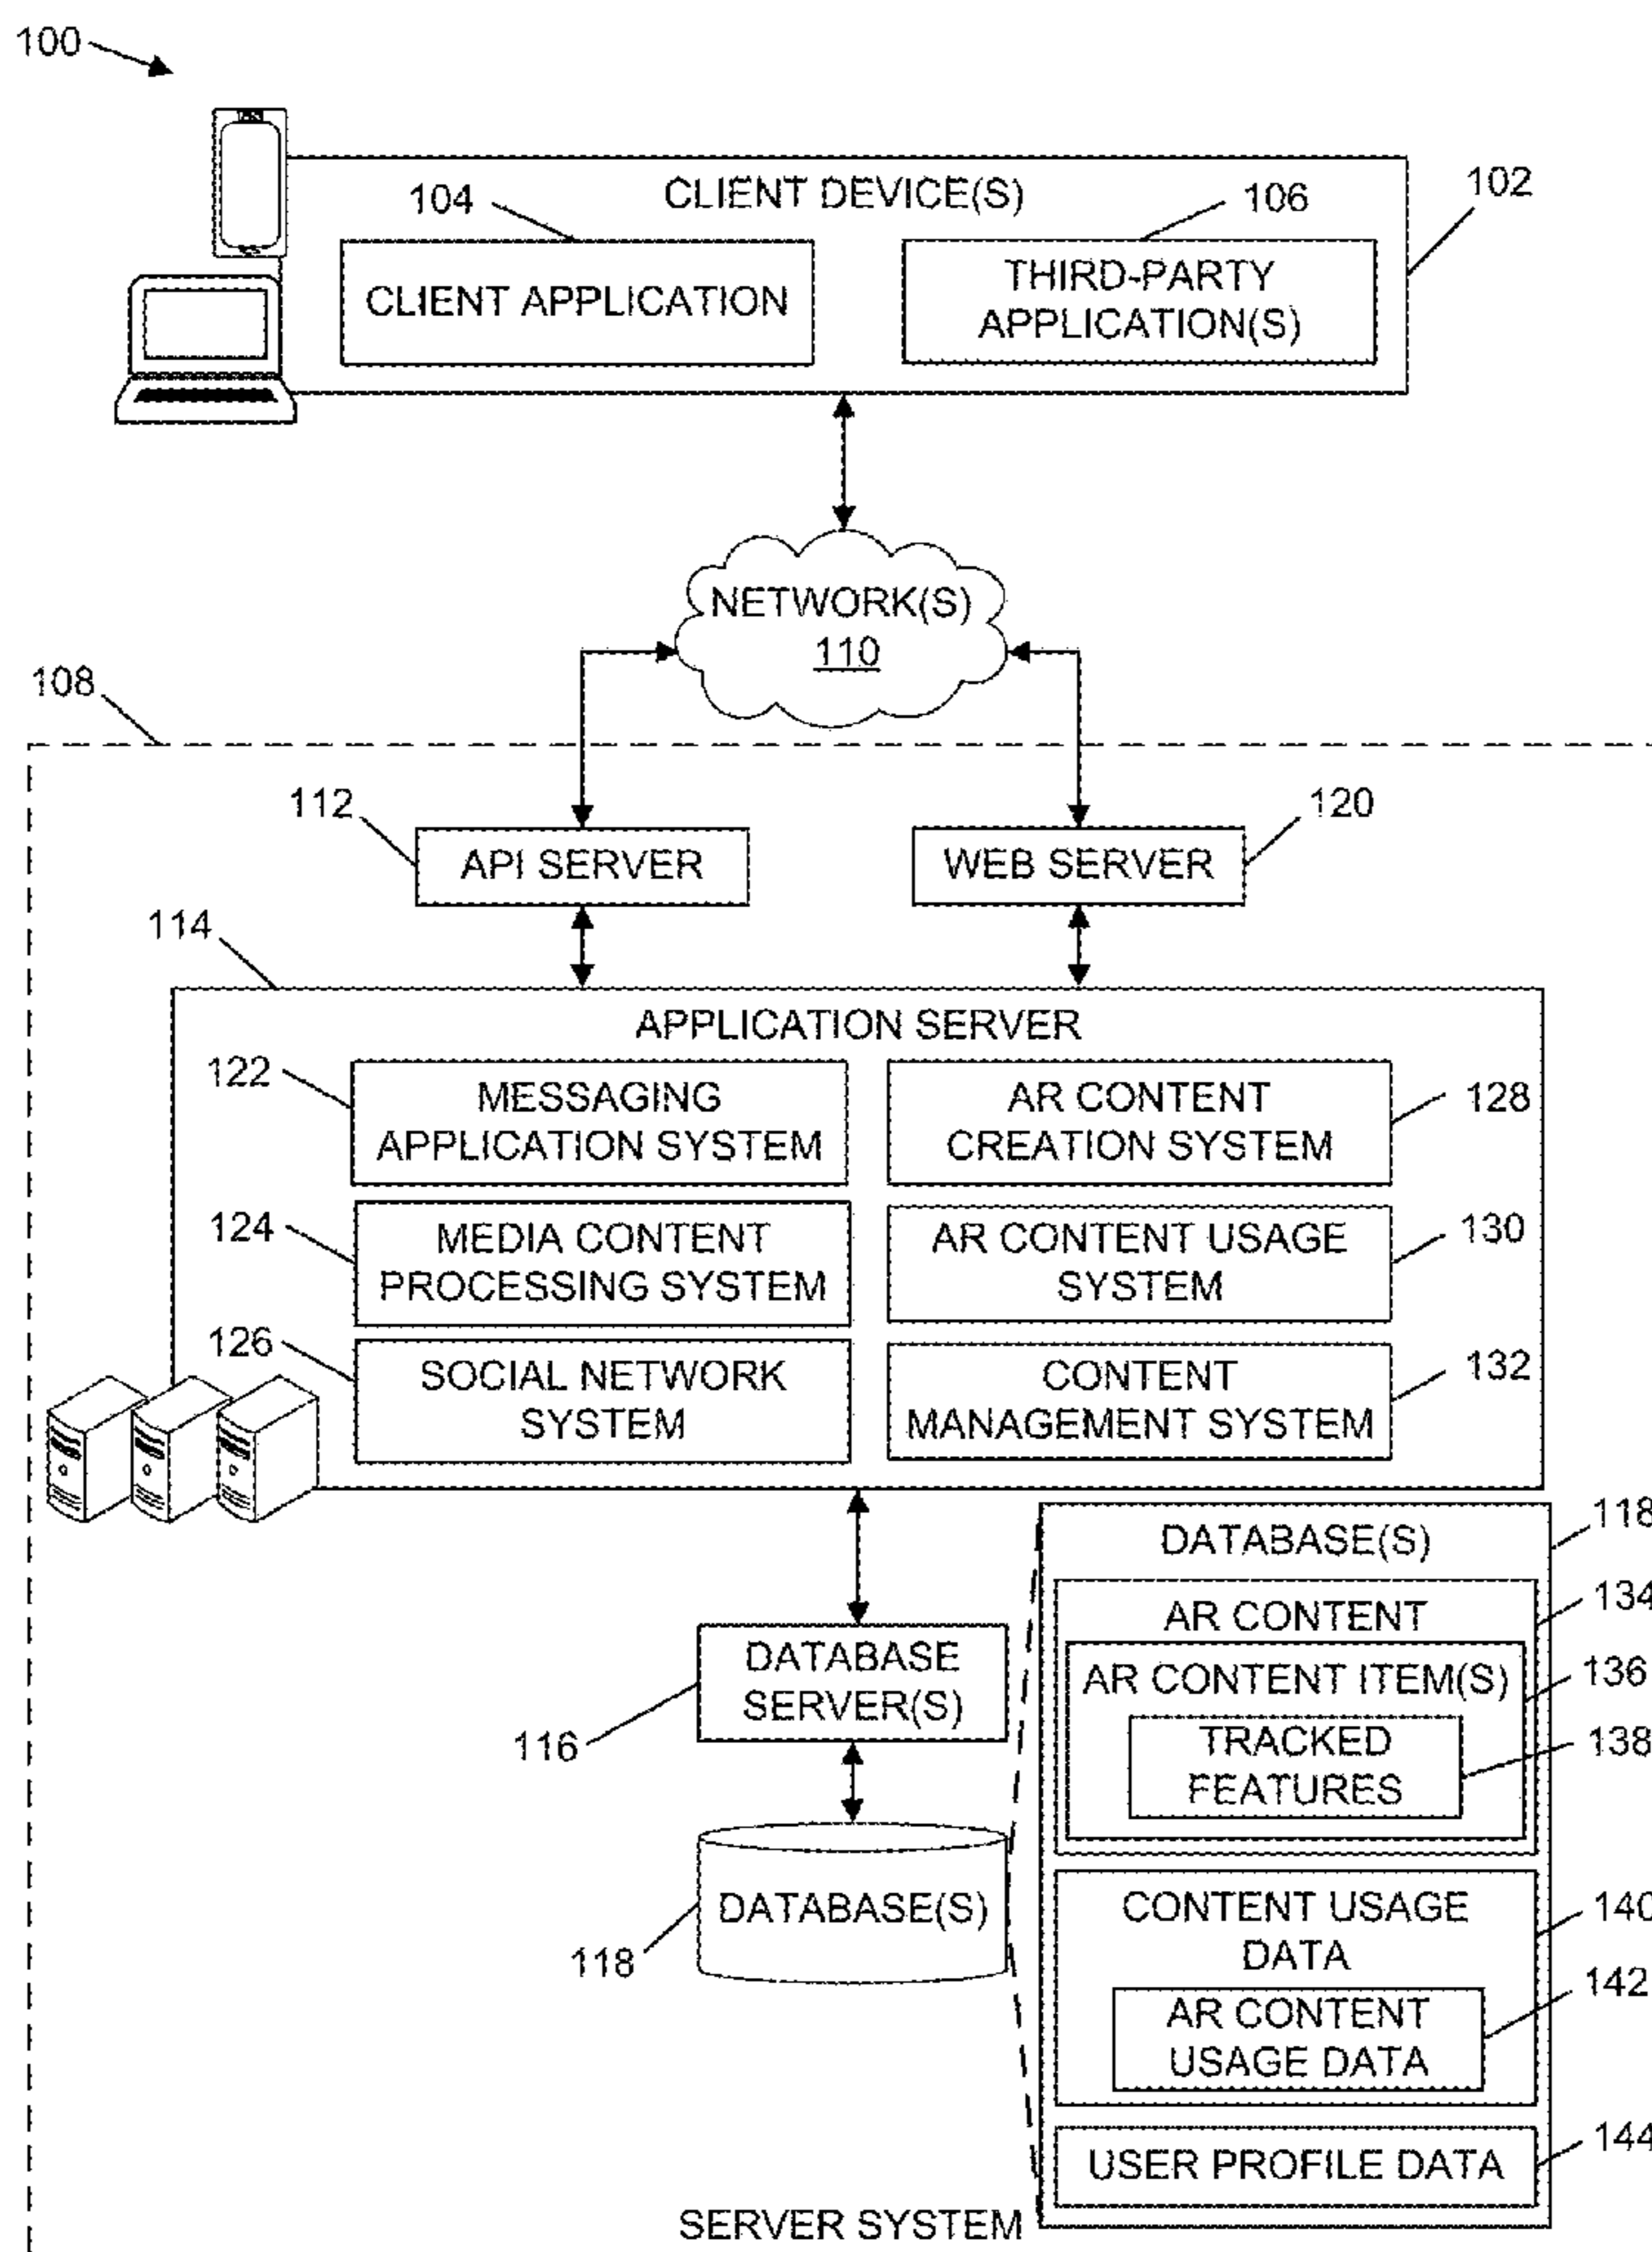 100
CLIENT DEVICE(S)
102
104
106
CLIENT APPLICATION
THIRD-PARTY
APPLICATION(S)
NETWORK(S)
110
108
112
120
API SERVER
WEB SERVER
114
APPLICATION SERVER
122
MESSAGING
APPLICATION SYSTEM
AR CONTENT
CREATION SYSTEM
128
124
MEDIA CONTENT
PROCESSING SYSTEM
AR CONTENT USAGE
SYSTEM
130
126
SOCIAL NETWORK
SYSTEM
CONTENT
MANAGEMENT SYSTEM
132
DATABASE(S)
118
AR CONTENT
134
AR CONTENT ITEM(S)
136
TRACKED
FEATURES
138
DATABASE
SERVER(S)
116
DATABASE(S)
118
CONTENT USAGE
DATA
140
AR CONTENT
USAGE DATA
142
USER PROFILE DATA
144
SERVER SYSTEM